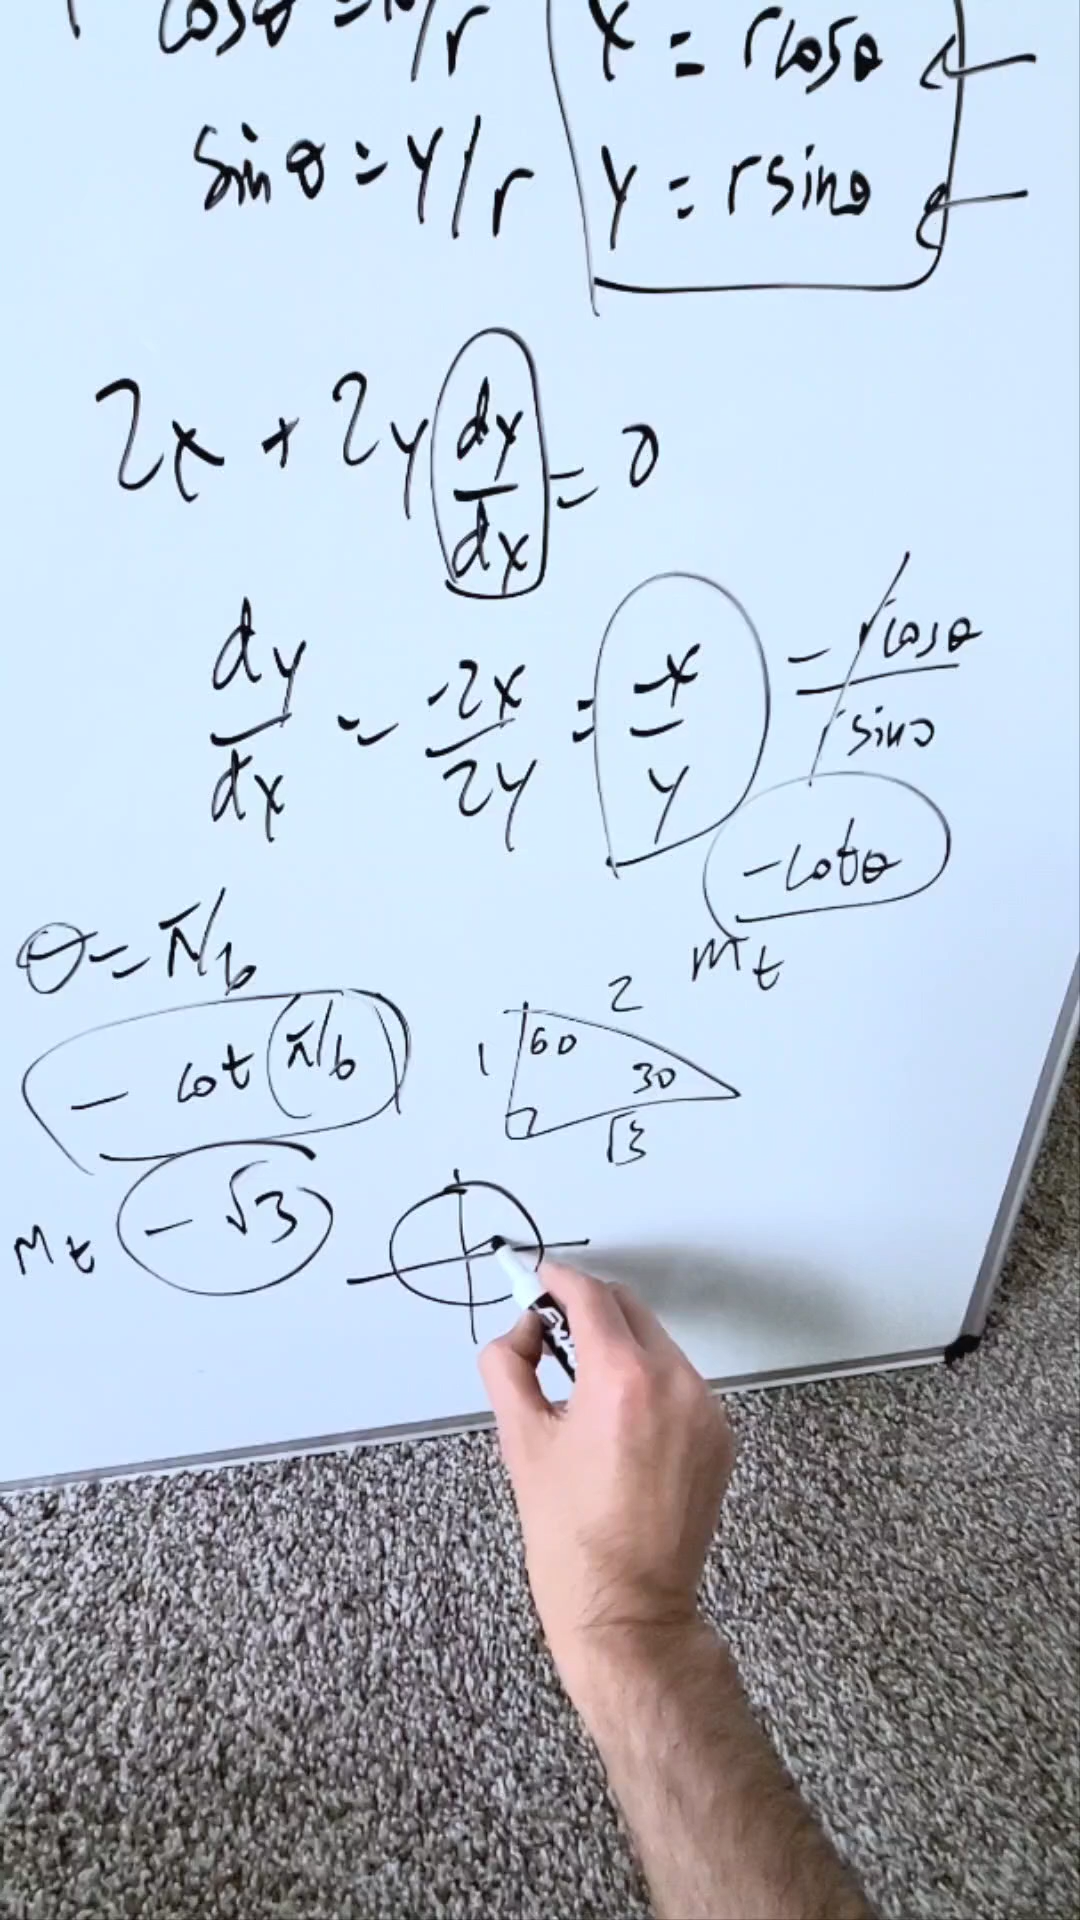 cosθ = x/r
x = rcosθ
sinθ = y/r
y = rsinθ
2x + 2y dy/dx = 0
dy/dx = -2x/2y = -x/y = - rcosθ/rsinθ
-cotθ
Mt
θ = π/6
- cot π/6
2
1
60
30
√3
Mt - √3